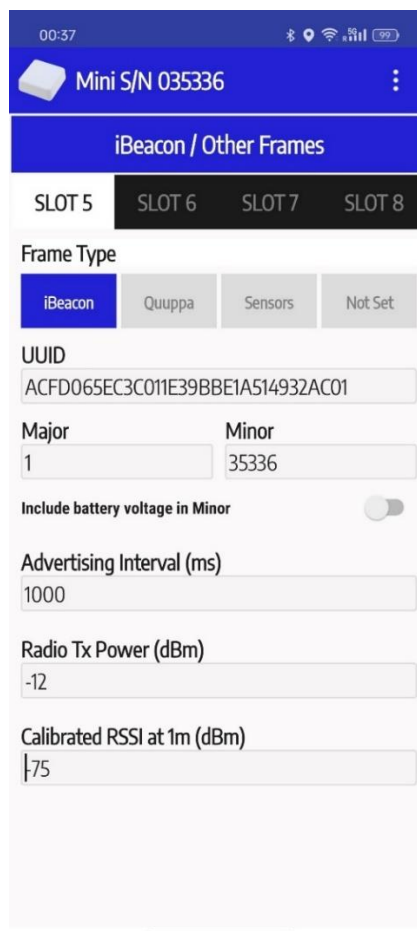 00:37 5G R 99
Mini S/N 035336
iBeacon / Other Frames
SLOT 5 SLOT 6 SLOT 7 SLOT 8
Frame Type
iBeacon Quuppa Sensors Not Set
UUID
ACFD065EC3C011E39BBE1A514932AC01
Major Minor
1 35336
Include battery voltage in Minor
Advertising Interval (ms)
1000
Radio Tx Power (dBm)
-12
Calibrated RSSI at 1m (dBm)
-75